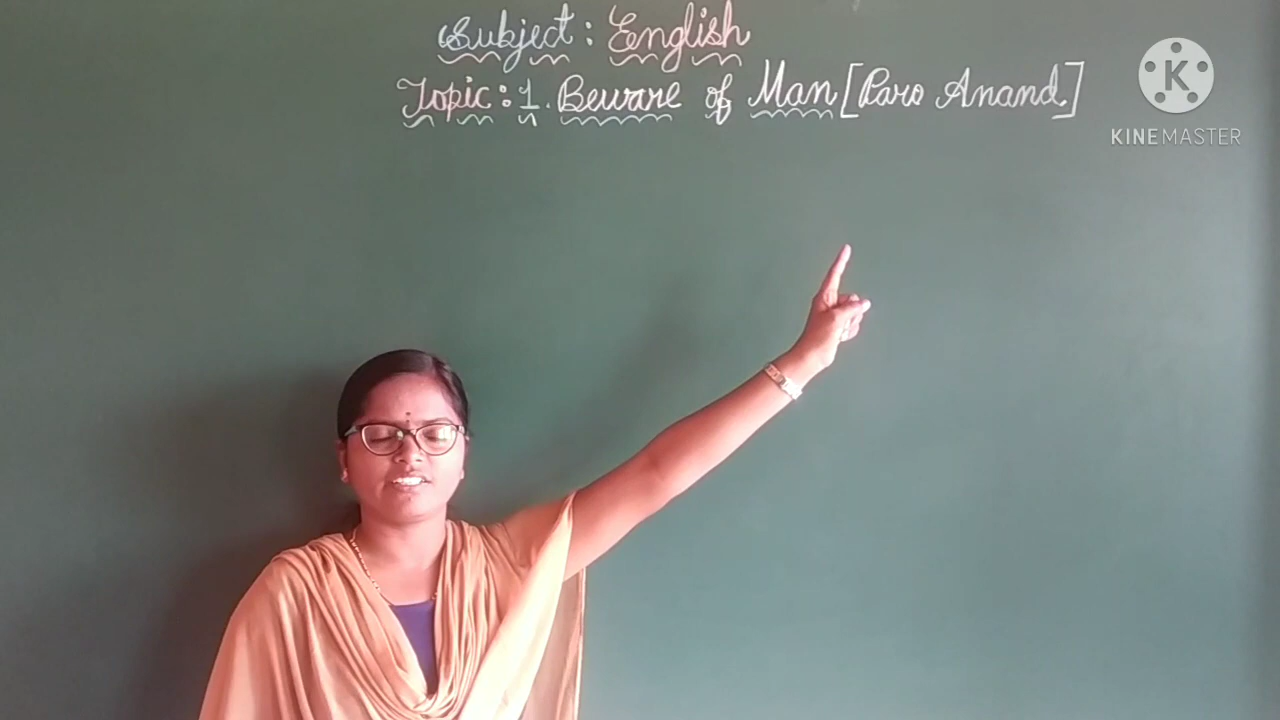 Subject: English
Topic: 1. Beware of Man [Paro Anand]
K
KINEMASTER